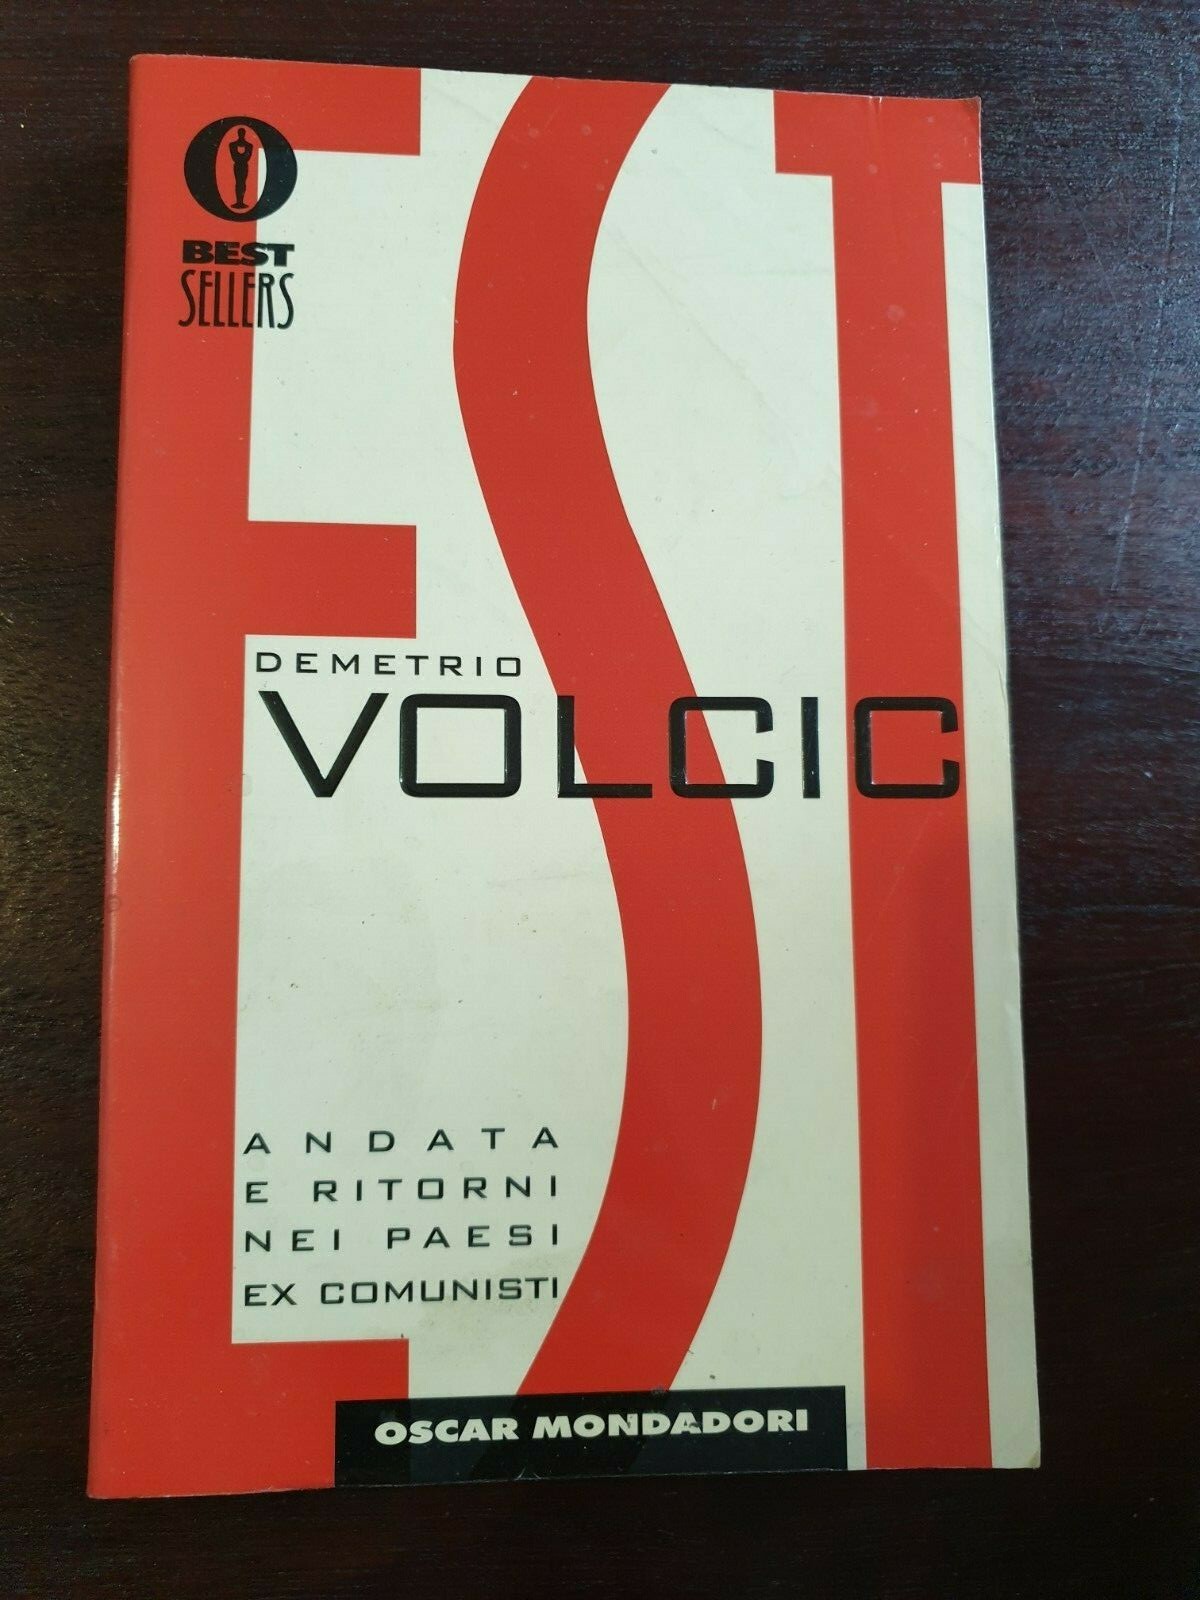 EST
BEST
SELLERS
DEMETRIO
VOLCIC
ANDATA
E RITORNI
NEI PAESI
EX COMUNISTI
OSCAR MONDADORI